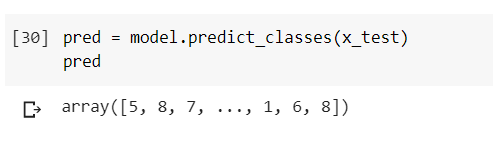 [30] pred = model.predict_classes(x_test)
pred
array([5, 8, 7, ..., 1, 6, 8])